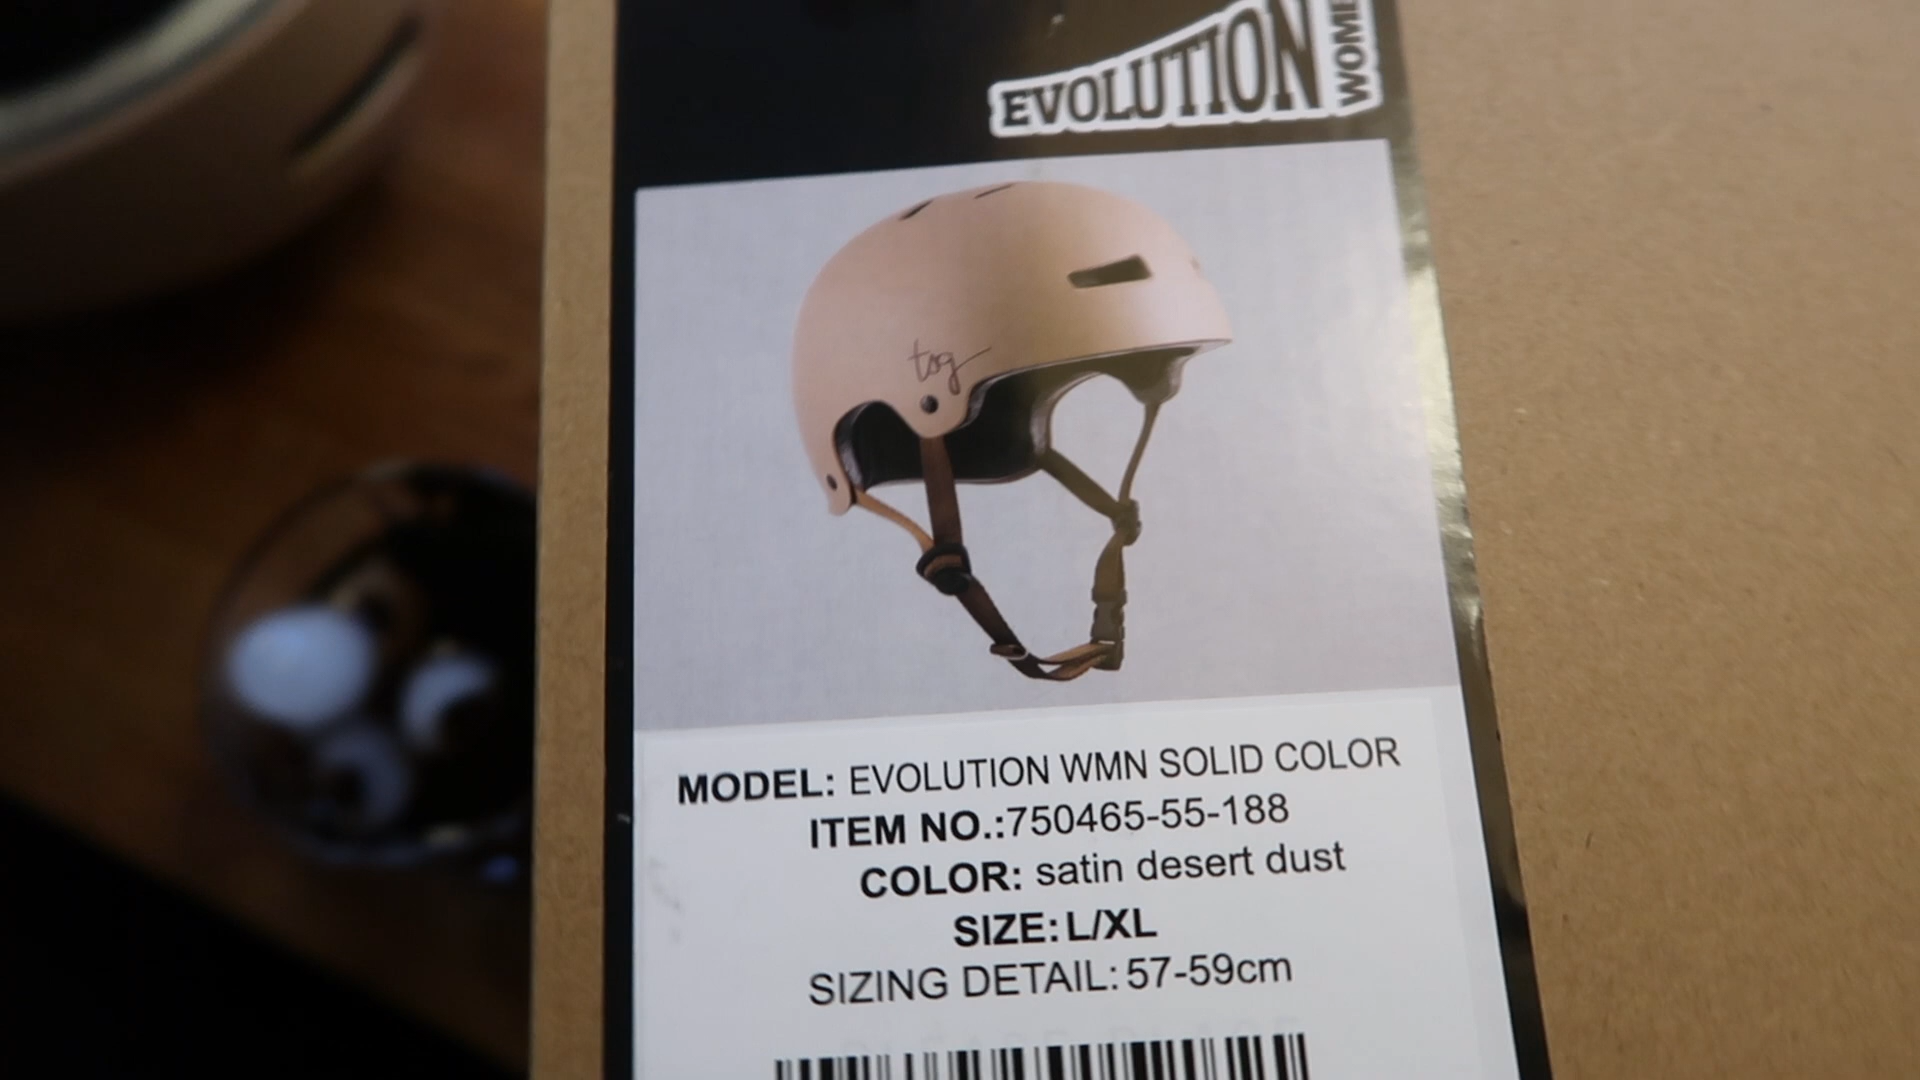 EVOLUTION
MODEL: EVOLUTION WMN SOLID COLOR
ITEM NO.:750465-55-188
COLOR: satin desert dust
SIZE: L/XL
SIZING DETAIL: 57-59cm